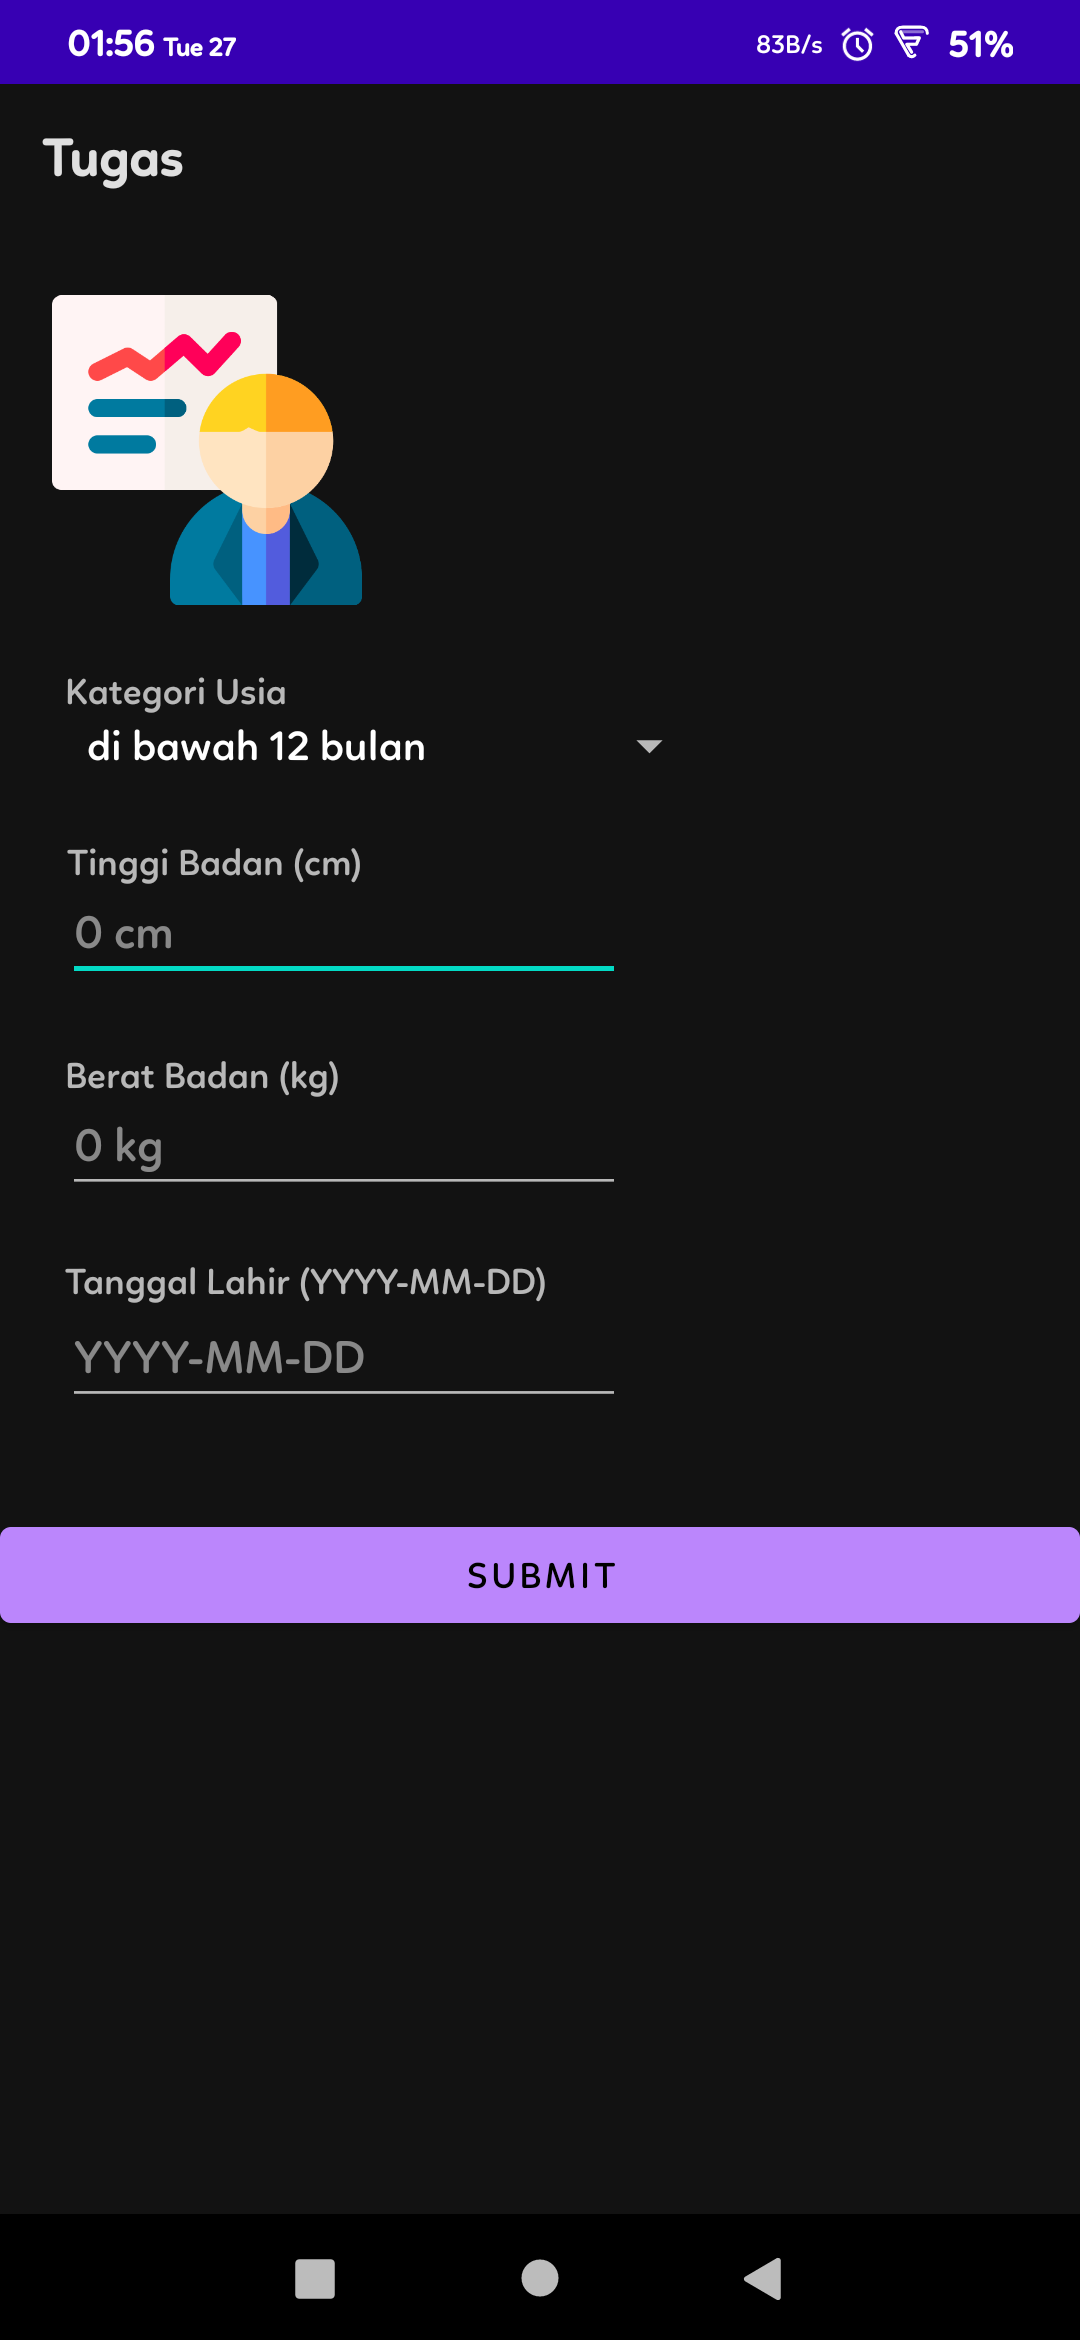 01:56 Tue 27 83B/s 51%
Tugas
Kategori Usia
di bawah 12 bulan
Tinggi Badan (cm)
0 cm
Berat Badan (kg)
0 kg
Tanggal Lahir (YYYY-MM-DD)
YYYY-MM-DD
SUBMIT